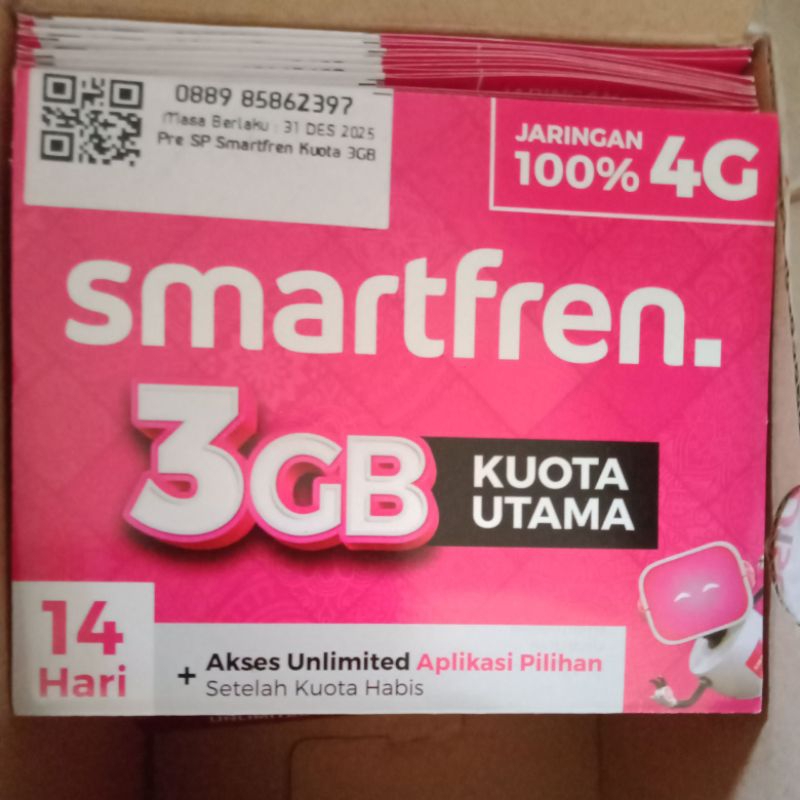 0889 85862397
Masa Berlaku : 31 DES 2025
Pre SP Smartfren Kuota 3GB
JARINGAN
100% 4G
smartfren.
3GB
KUOTA
UTAMA
14
Hari
+ Akses Unlimited Aplikasi Pilihan
Setelah Kuota Habis